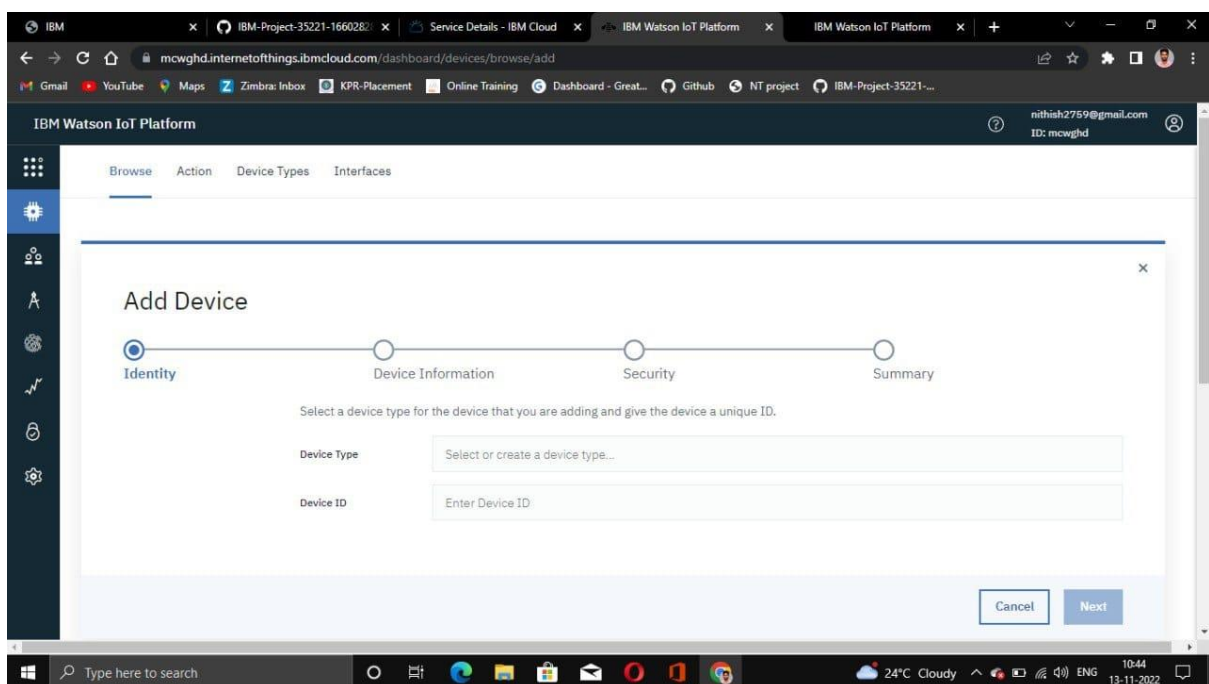 IBM
IBM-Project-35221-1660282
Service Details - IBM Cloud
IBM Watson IoT Platform
IBM Watson IoT Platform
mcwghd.internetofthings.ibmcloud.com/dashboard/devices/browse/add
Gmail YouTube Maps Zimbra: Inbox KPR-Placement Online Training Dashboard - Great... Github NT project IBM-Project-35221-...
IBM Watson IoT Platform
nithish2759@gmail.com
ID: mcwghd
Browse Action Device Types Interfaces
Add Device
Identity Device Information Security Summary
Select a device type for the device that you are adding and give the device a unique ID.
Device Type Select or create a device type...
Device ID Enter Device ID
Cancel Next
Type here to search
24°C Cloudy ENG
10:44
13-11-2022